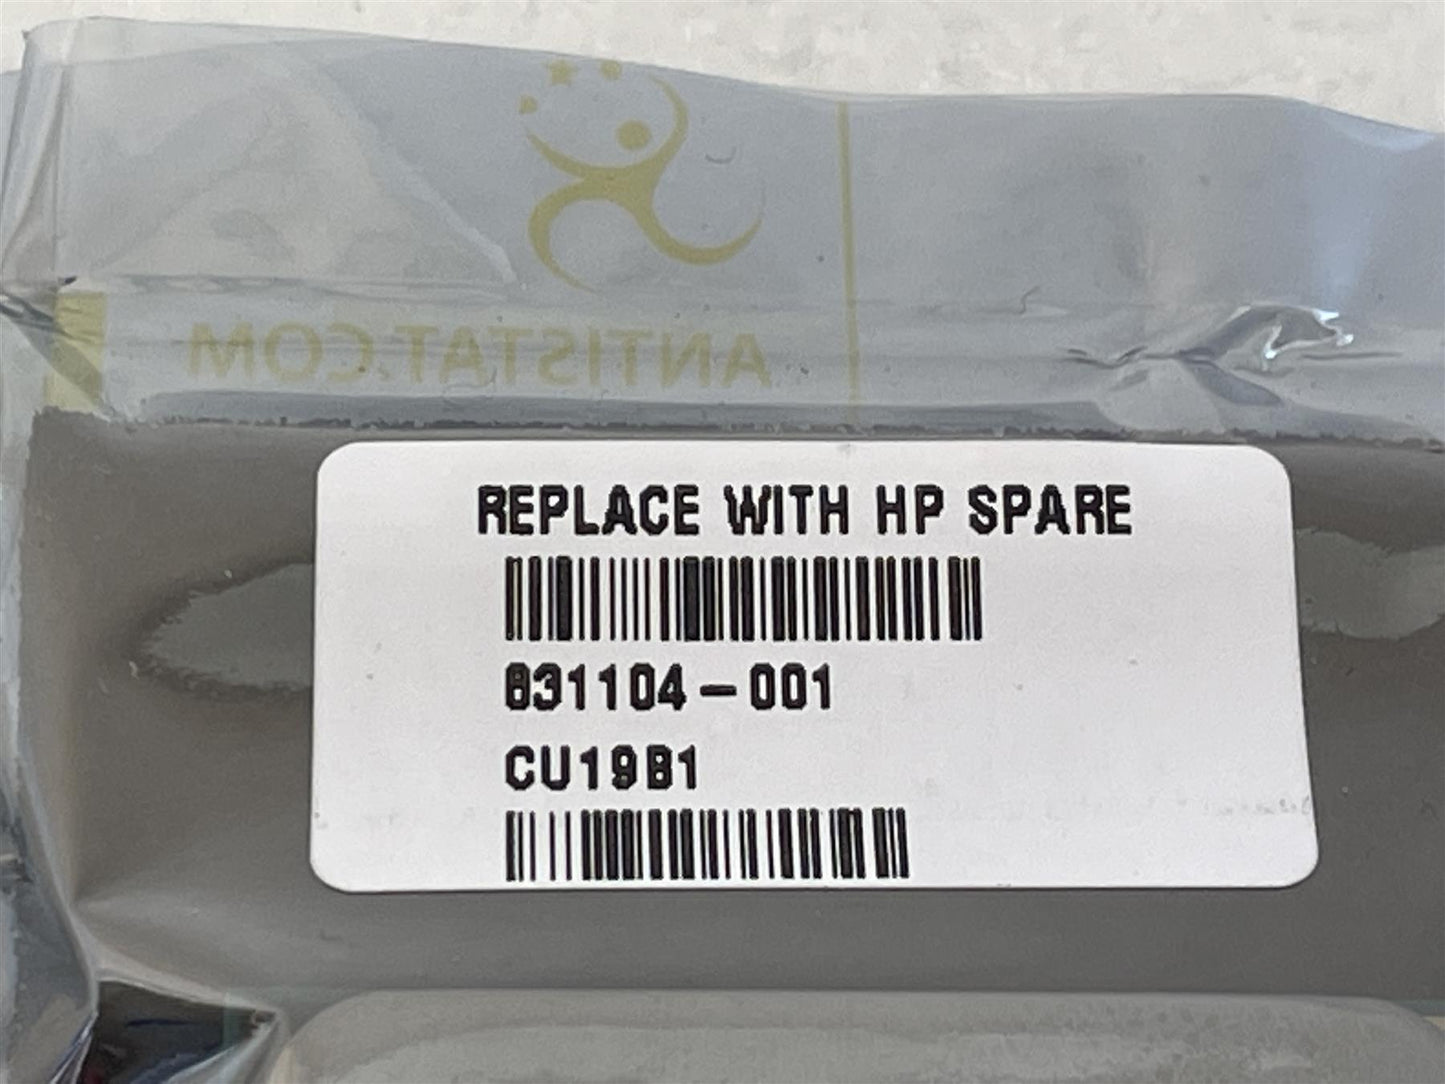 ANTISTAT.COM
REPLACE WITH HP SPARE
831104-001
CU19B1